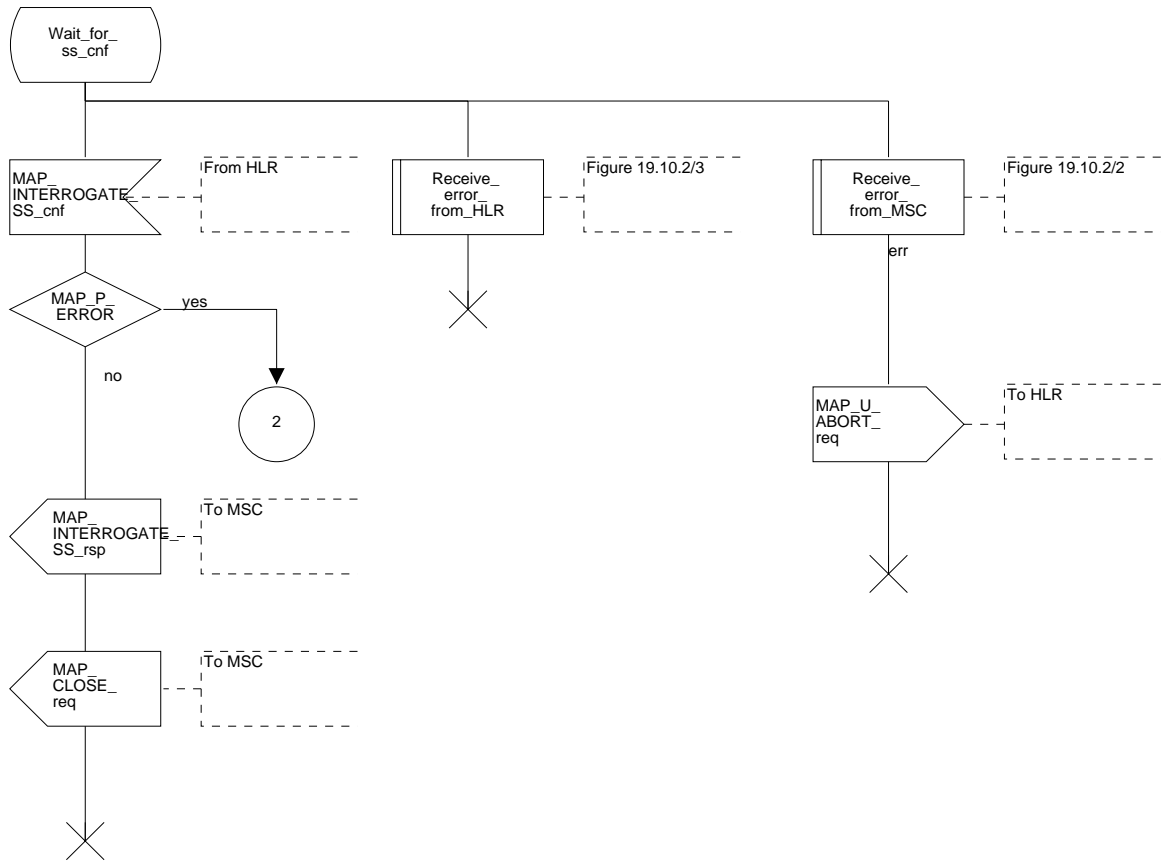 Wait_for_
ss_cnf
MAP_
INTERROGATE_
SS_cnf
From HLR
Receive_
error_
from_HLR
Figure 19.10.2/3
Receive_
error_
from_MSC
Figure 19.10.2/2
err
MAP_P_
ERROR
yes
no
2
MAP_U_
ABORT_
req
To HLR
MAP_
INTERROGATE_
SS_rsp
To MSC
MAP_
CLOSE_
req
To MSC